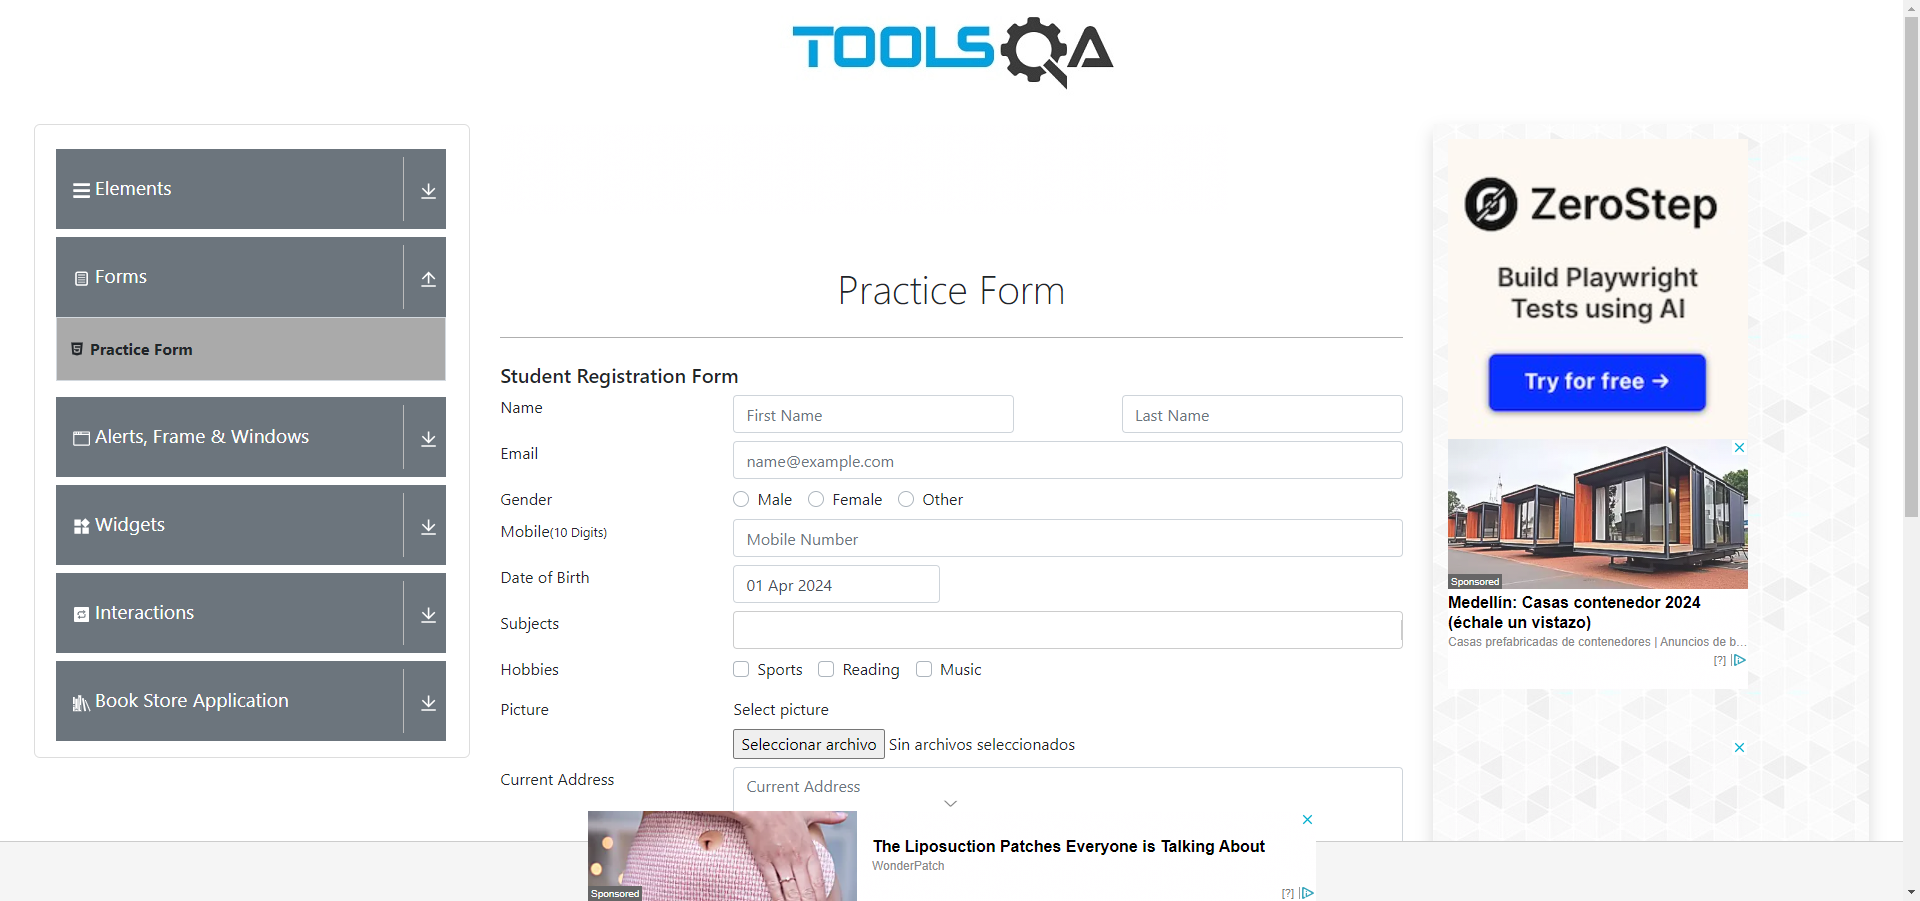 TOOLSQA
Elements
Forms
Practice Form
Alerts, Frame & Windows
Widgets
Interactions
Book Store Application
Practice Form
Student Registration Form
Name
First Name
Last Name
Email
name@example.com
Gender
Male
Female
Other
Mobile(10 Digits)
Mobile Number
Date of Birth
01 Apr 2024
Subjects
Hobbies
Sports
Reading
Music
Picture
Select picture
Seleccionar archivo Sin archivos seleccionados
Current Address
Current Address
ZeroStep
Build Playwright
Tests using AI
Try for free →
Sponsored
Medellín: Casas contenedor 2024
(échale un vistazo)
Casas prefabricadas de contenedores | Anuncios de b...
[?]
Sponsored
The Liposuction Patches Everyone is Talking About
WonderPatch
[?]